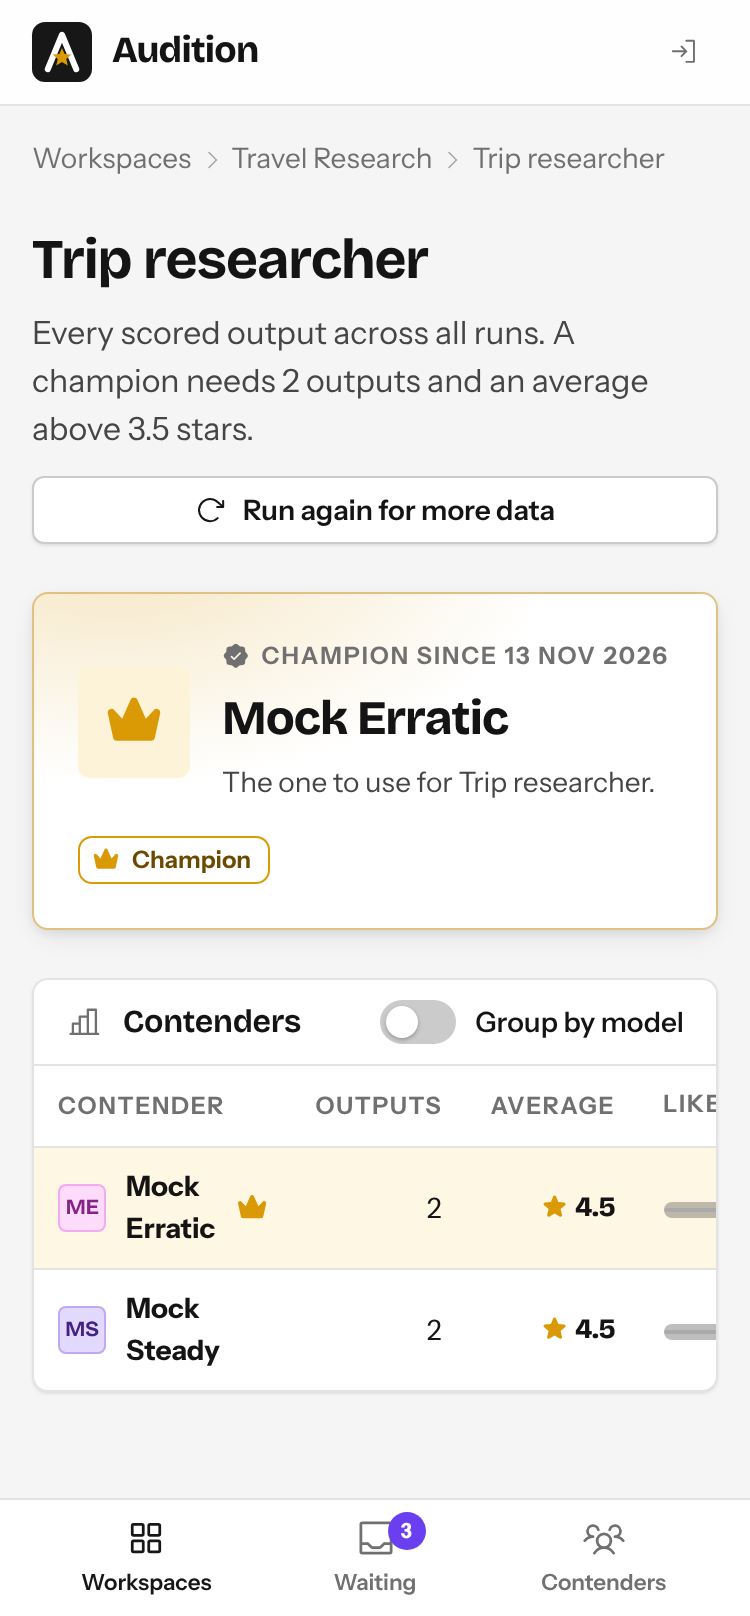 Audition
Workspaces > Travel Research > Trip researcher
Trip researcher
Every scored output across all runs. A
champion needs 2 outputs and an average
above 3.5 stars.
Run again for more data
CHAMPION SINCE 13 NOV 2026
Mock Erratic
The one to use for Trip researcher.
Champion
Contenders Group by model
CONTENDER OUTPUTS AVERAGE LIKE
ME Mock Erratic 2 4.5
MS Mock Steady 2 4.5
3
Workspaces Waiting Contenders